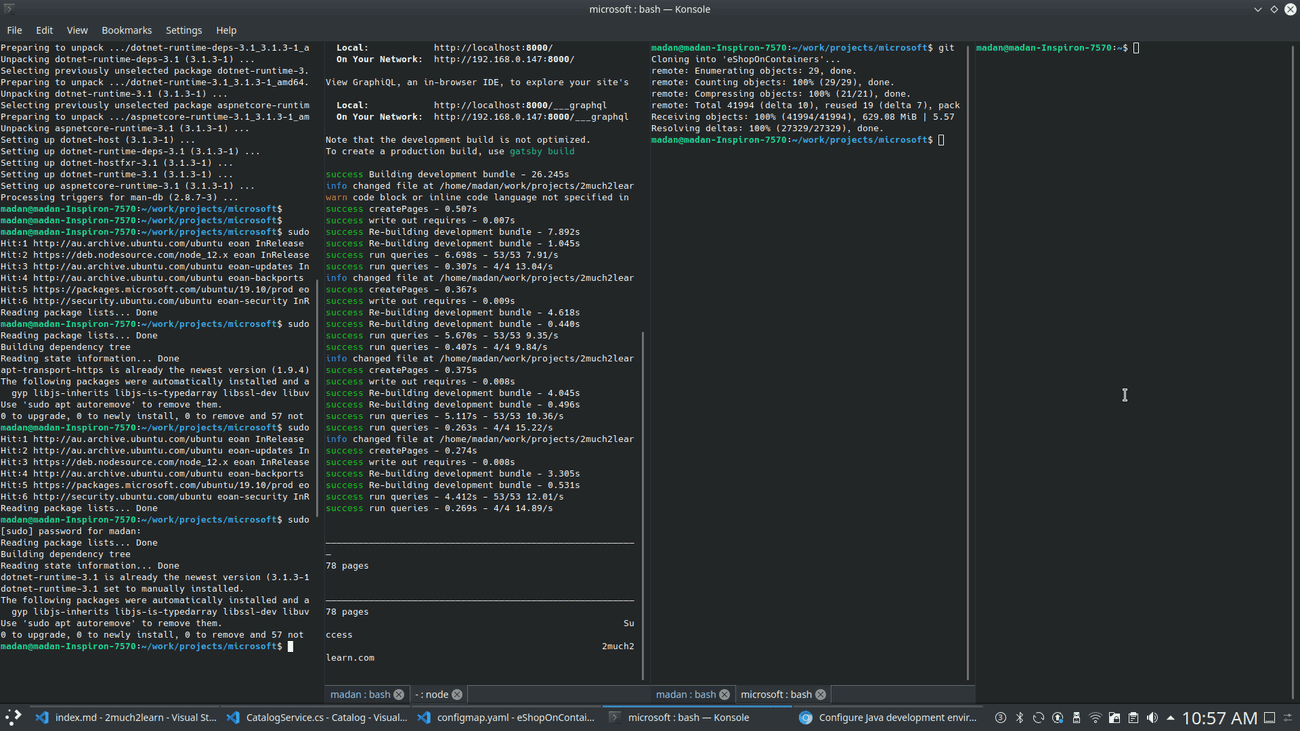 microsoft : bash — Konsole
File Edit View Bookmarks Settings Help
Preparing to unpack .../dotnet-runtime-deps-3.1_3.1.3-1_a
Unpacking dotnet-runtime-deps-3.1 (3.1.3-1) ...
Selecting previously unselected package dotnet-runtime-3.
Preparing to unpack .../dotnet-runtime-3.1_3.1.3-1_amd64.
Unpacking dotnet-runtime-3.1 (3.1.3-1) ...
Selecting previously unselected package aspnetcore-runtim
Preparing to unpack .../aspnetcore-runtime-3.1_3.1.3-1_am
Unpacking aspnetcore-runtime-3.1 (3.1.3-1) ...
Setting up dotnet-host (3.1.3-1) ...
Setting up dotnet-runtime-deps-3.1 (3.1.3-1) ...
Setting up dotnet-hostfxr-3.1 (3.1.3-1) ...
Setting up dotnet-runtime-3.1 (3.1.3-1) ...
Setting up aspnetcore-runtime-3.1 (3.1.3-1) ...
Processing triggers for man-db (2.8.7-3) ...
madan@madan-Inspiron-7570:~/work/projects/microsoft$
madan@madan-Inspiron-7570:~/work/projects/microsoft$
madan@madan-Inspiron-7570:~/work/projects/microsoft$ sudo
Hit:1 http://au.archive.ubuntu.com/ubuntu eoan InRelease
Hit:2 https://deb.nodesource.com/node_12.x eoan InRelease
Hit:3 http://au.archive.ubuntu.com/ubuntu eoan-updates In
Hit:4 http://au.archive.ubuntu.com/ubuntu eoan-backports
Hit:5 https://packages.microsoft.com/ubuntu/19.10/prod eo
Hit:6 http://security.ubuntu.com/ubuntu eoan-security InR
Reading package lists... Done
madan@madan-Inspiron-7570:~/work/projects/microsoft$ sudo
Reading package lists... Done
Building dependency tree
Reading state information... Done
apt-transport-https is already the newest version (1.9.4)
The following packages were automatically installed and a
gyp libjs-inherits libjs-is-typedarray libssl-dev libuv
Use 'sudo apt autoremove' to remove them.
0 to upgrade, 0 to newly install, 0 to remove and 57 not
madan@madan-Inspiron-7570:~/work/projects/microsoft$ sudo
Hit:1 http://au.archive.ubuntu.com/ubuntu eoan InRelease
Hit:2 http://au.archive.ubuntu.com/ubuntu eoan-updates In
Hit:3 https://deb.nodesource.com/node_12.x eoan InRelease
Hit:4 http://au.archive.ubuntu.com/ubuntu eoan-backports
Hit:5 https://packages.microsoft.com/ubuntu/19.10/prod eo
Hit:6 http://security.ubuntu.com/ubuntu eoan-security InR
Reading package lists... Done
madan@madan-Inspiron-7570:~/work/projects/microsoft$ sudo
[sudo] password for madan:
Reading package lists... Done
Building dependency tree
Reading state information... Done
dotnet-runtime-3.1 is already the newest version (3.1.3-1
dotnet-runtime-3.1 set to manually installed.
The following packages were automatically installed and a
gyp libjs-inherits libjs-is-typedarray libssl-dev libuv
Use 'sudo apt autoremove' to remove them.
0 to upgrade, 0 to newly install, 0 to remove and 57 not
madan@madan-Inspiron-7570:~/work/projects/microsoft$
Local: http://localhost:8000/
On Your Network: http://192.168.0.147:8000/
View GraphiQL, an in-browser IDE, to explore your site's
Local: http://localhost:8000/___graphql
On Your Network: http://192.168.0.147:8000/___graphql
Note that the development build is not optimized.
To create a production build, use gatsby build
success Building development bundle - 26.245s
info changed file at /home/madan/work/projects/2much2lear
warn code block or inline code language not specified in
success createPages - 0.507s
success write out requires - 0.007s
success Re-building development bundle - 7.892s
success Re-building development bundle - 1.045s
success run queries - 6.698s - 53/53 7.91/s
success run queries - 0.307s - 4/4 13.04/s
info changed file at /home/madan/work/projects/2much2lear
success createPages - 0.367s
success write out requires - 0.009s
success Re-building development bundle - 4.618s
success Re-building development bundle - 0.440s
success run queries - 5.670s - 53/53 9.35/s
success run queries - 0.407s - 4/4 9.84/s
info changed file at /home/madan/work/projects/2much2lear
success createPages - 0.375s
success write out requires - 0.008s
success Re-building development bundle - 4.045s
success Re-building development bundle - 0.496s
success run queries - 5.117s - 53/53 10.36/s
success run queries - 0.263s - 4/4 15.22/s
info changed file at /home/madan/work/projects/2much2lear
success createPages - 0.274s
success write out requires - 0.008s
success Re-building development bundle - 3.305s
success Re-building development bundle - 0.531s
success run queries - 4.412s - 53/53 12.01/s
success run queries - 0.269s - 4/4 14.89/s
78 pages
78 pages
Su
ccess
2much2
learn.com
madan : bash - : node
madan@madan-Inspiron-7570:~/work/projects/microsoft$ git
Cloning into 'eShopOnContainers'...
remote: Enumerating objects: 29, done.
remote: Counting objects: 100% (29/29), done.
remote: Compressing objects: 100% (21/21), done.
remote: Total 41994 (delta 10), reused 19 (delta 7), pack
Receiving objects: 100% (41994/41994), 629.08 MiB | 5.57
Resolving deltas: 100% (27329/27329), done.
madan@madan-Inspiron-7570:~/work/projects/microsoft$
madan : bash microsoft : bash
madan@madan-Inspiron-7570:~$
index.md - 2much2learn - Visual St... CatalogService.cs - Catalog - Visual... configmap.yaml - eShopOnContai... microsoft : bash — Konsole Configure Java development envir... 3 10:57 AM